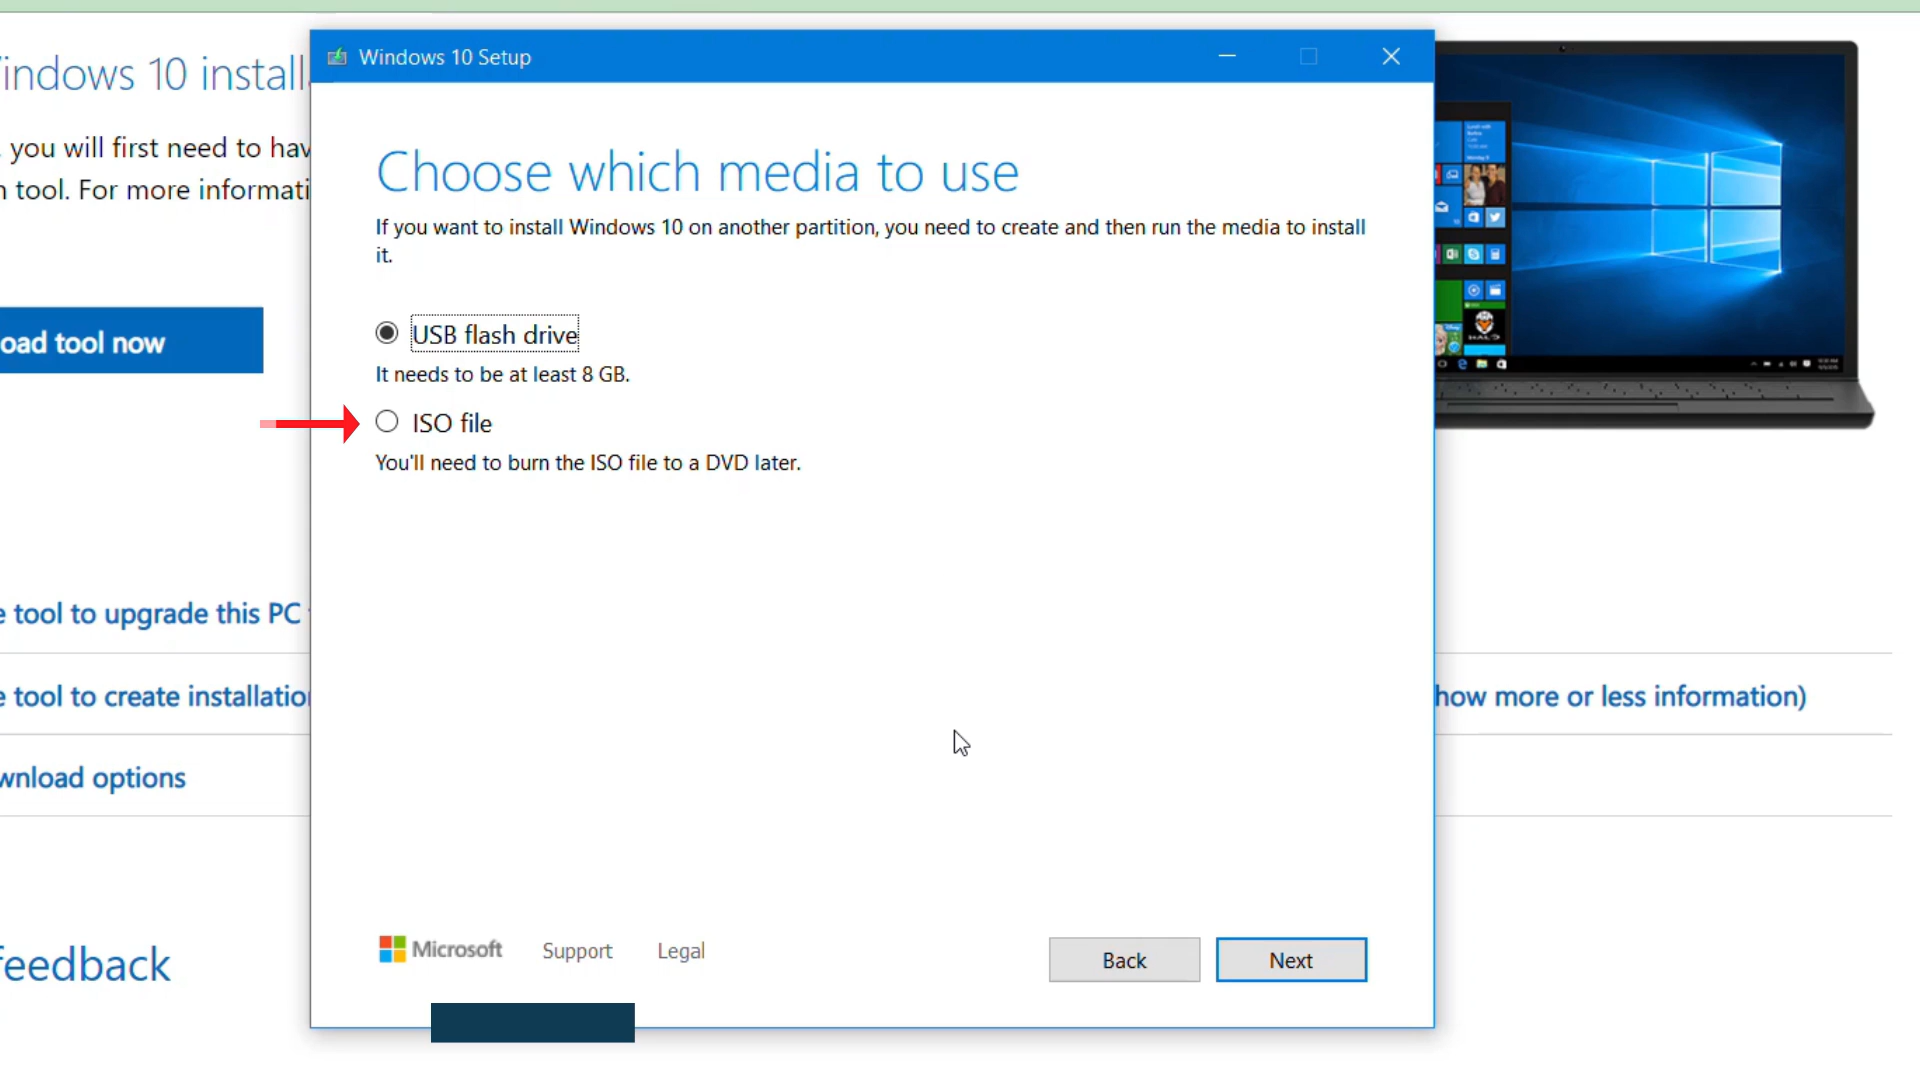 Windows 10 Setup
indows 10 install
you will first need to hav
tool. For more informati
Choose which media to use
If you want to install Windows 10 on another partition, you need to create and then run the media to install
it.
oad tool now
USB flash drive
It needs to be at least 8 GB.
ISO file
You'll need to burn the ISO file to a DVD later.
HALO
e tool to upgrade this PC
e tool to create installation
how more or less information)
wnload options
Microsoft
Support
Legal
Back
Next
feedback